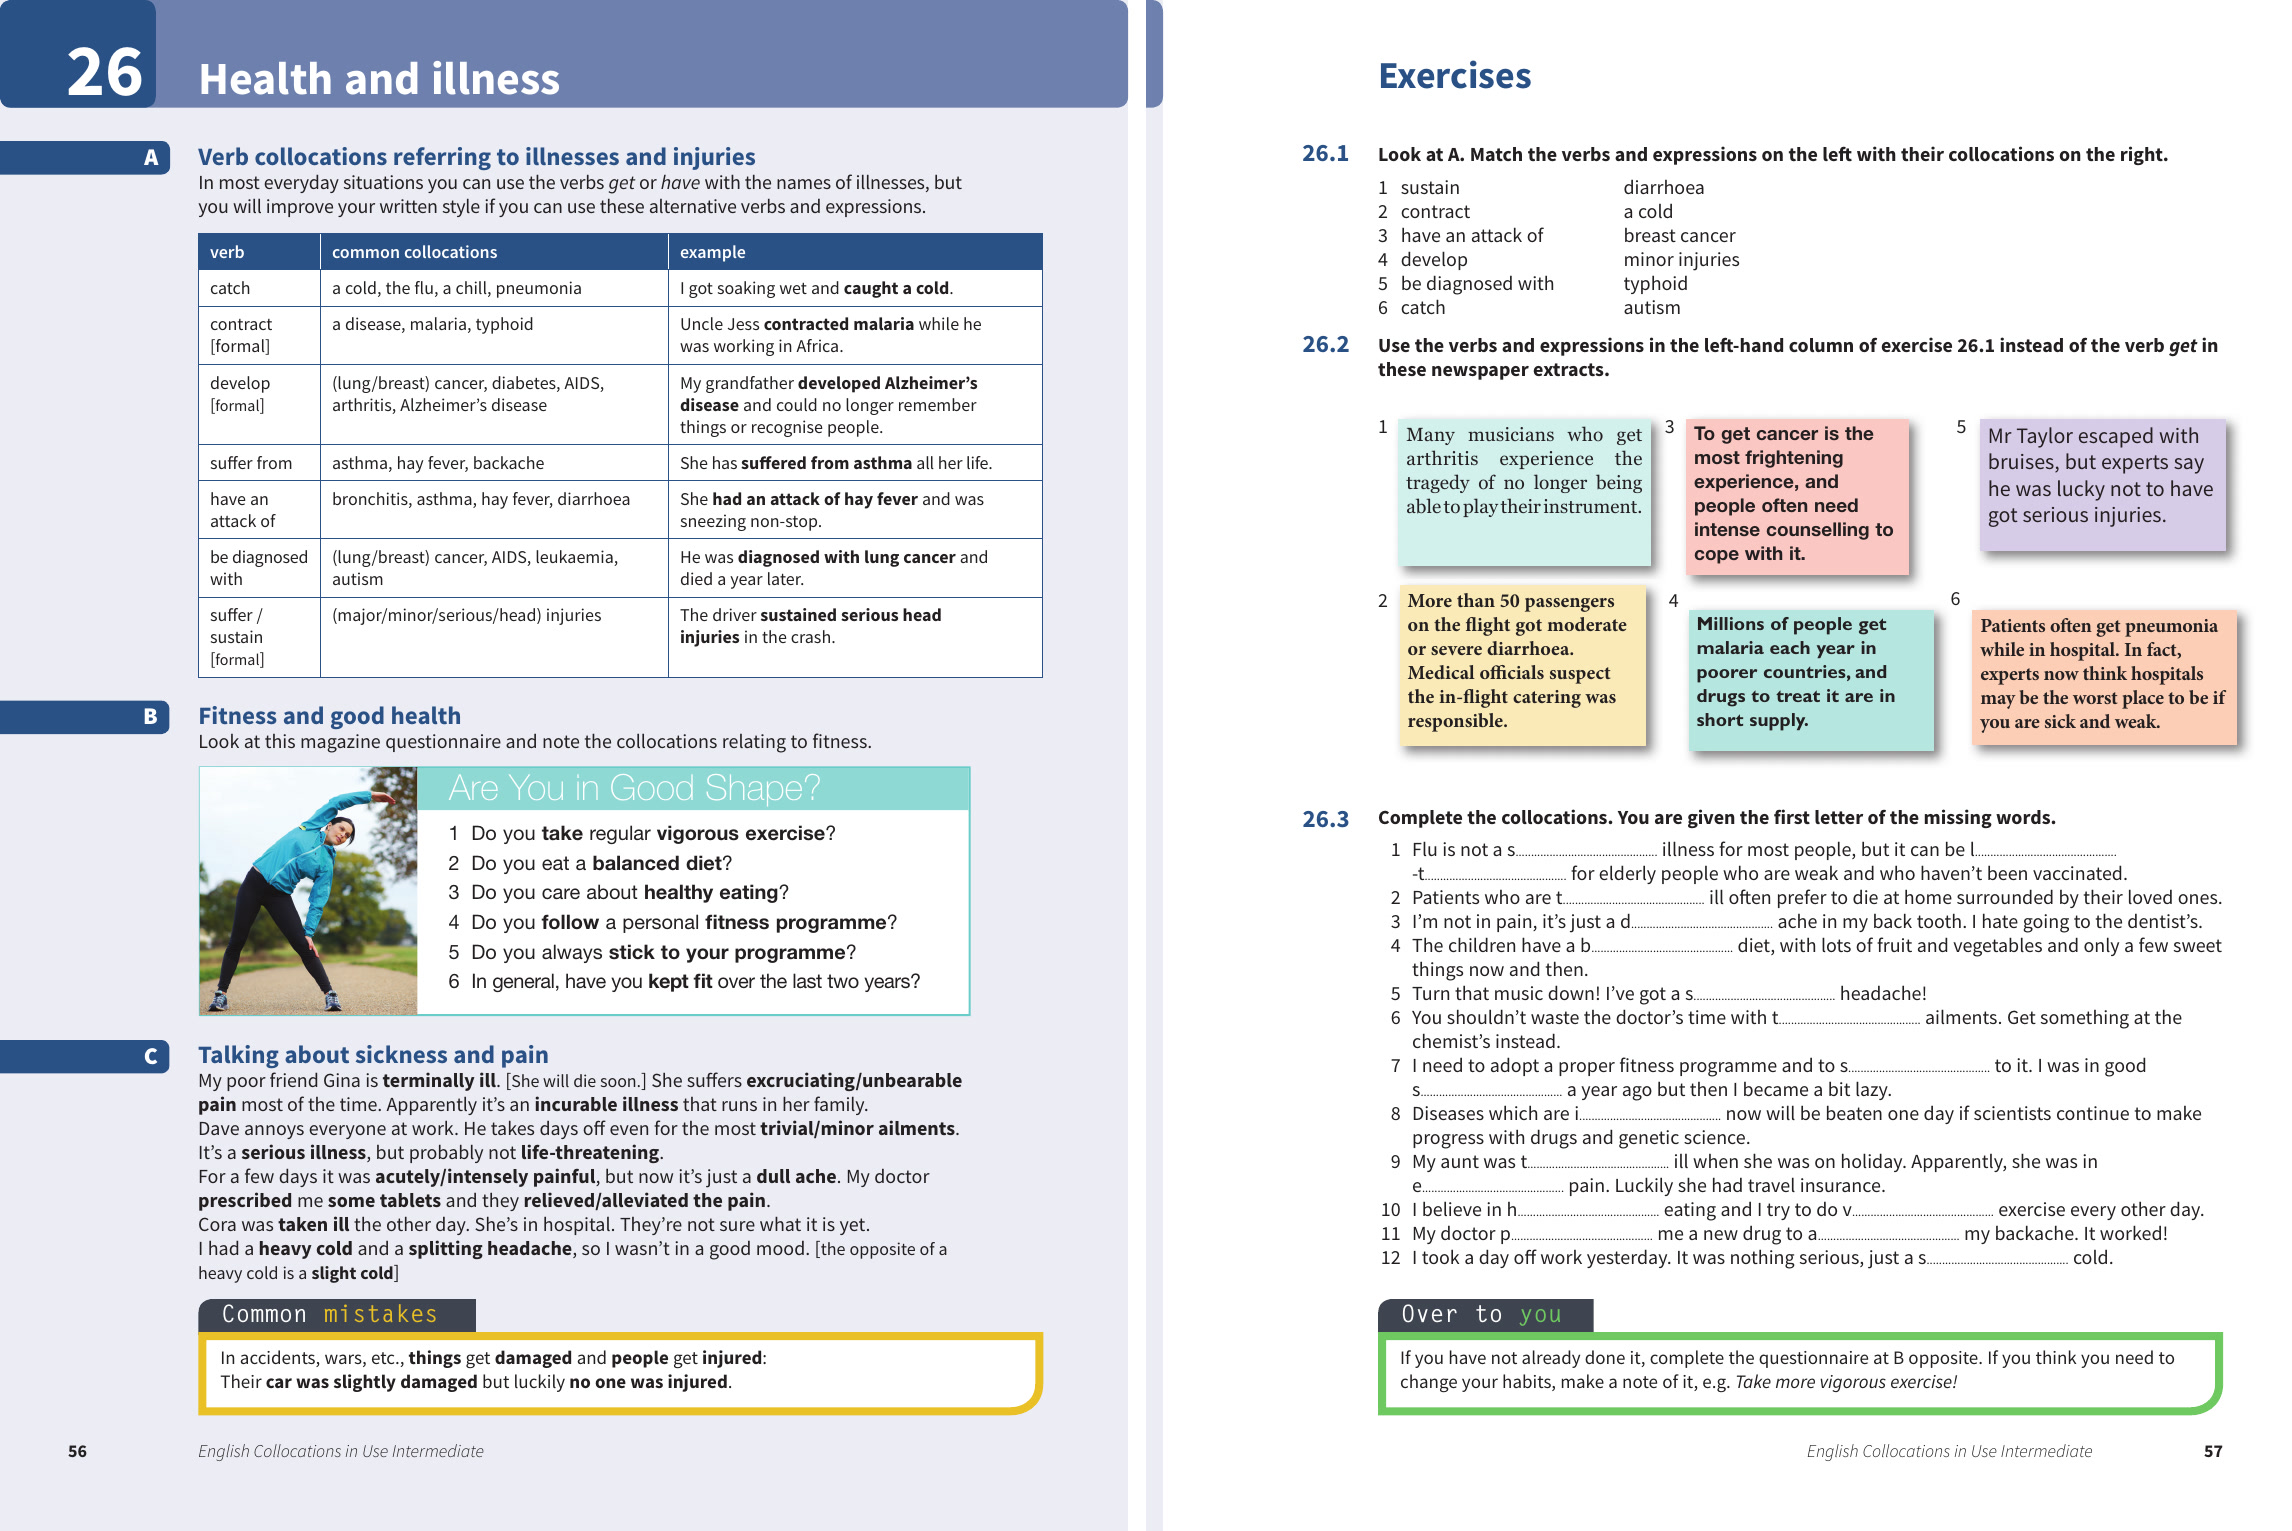 26
Health and illness
A
Verb collocations referring to illnesses and injuries
In most everyday situations you can use the verbs get or have with the names of illnesses, but
you will improve your written style if you can use these alternative verbs and expressions.
verb common collocations example
catch a cold, the flu, a chill, pneumonia I got soaking wet and caught a cold.
contract a disease, malaria, typhoid Uncle Jess contracted malaria while he
[formal] was working in Africa.
develop (lung/breast) cancer, diabetes, AIDS, My grandfather developed Alzheimer's
[formal] arthritis, Alzheimer's disease disease and could no longer remember
things or recognise people.
suffer from asthma, hay fever, backache She has suffered from asthma all her life.
have an bronchitis, asthma, hay fever, diarrhoea She had an attack of hay fever and was
attack of sneezing non-stop.
be diagnosed (lung/breast) cancer, AIDS, leukaemia, He was diagnosed with lung cancer and
with autism died a year later.
suffer / (major/minor/serious/head) injuries The driver sustained serious head
sustain injuries in the crash.
[formal]
B
Fitness and good health
Look at this magazine questionnaire and note the collocations relating to fitness.
Are You in Good Shape?
1 Do you take regular vigorous exercise?
2 Do you eat a balanced diet?
3 Do you care about healthy eating?
4 Do you follow a personal fitness programme?
5 Do you always stick to your programme?
6 In general, have you kept fit over the last two years?
C
Talking about sickness and pain
My poor friend Gina is terminally ill. [She will die soon.] She suffers excruciating/unbearable
pain most of the time. Apparently it's an incurable illness that runs in her family.
Dave annoys everyone at work. He takes days off even for the most trivial/minor ailments.
It's a serious illness, but probably not life-threatening.
For a few days it was acutely/intensely painful, but now it's just a dull ache. My doctor
prescribed me some tablets and they relieved/alleviated the pain.
Cora was taken ill the other day. She's in hospital. They're not sure what it is yet.
I had a heavy cold and a splitting headache, so I wasn't in a good mood. [the opposite of a
heavy cold is a slight cold]
Common mistakes
In accidents, wars, etc., things get damaged and people get injured:
Their car was slightly damaged but luckily no one was injured.
56 English Collocations in Use Intermediate
Exercises
26.1 Look at A. Match the verbs and expressions on the left with their collocations on the right.
1 sustain diarrhoea
2 contract a cold
3 have an attack of breast cancer
4 develop minor injuries
5 be diagnosed with typhoid
6 catch autism
26.2 Use the verbs and expressions in the left-hand column of exercise 26.1 instead of the verb get in
these newspaper extracts.
1 Many musicians who get
arthritis experience the
tragedy of no longer being
able to play their instrument.
2 More than 50 passengers
on the flight got moderate
or severe diarrhoea.
Medical officials suspect
the in-flight catering was
responsible.
3 To get cancer is the
most frightening
experience, and
people often need
intense counselling to
cope with it.
4 Millions of people get
malaria each year in
poorer countries, and
drugs to treat it are in
short supply.
5 Mr Taylor escaped with
bruises, but experts say
he was lucky not to have
got serious injuries.
6 Patients often get pneumonia
while in hospital. In fact,
experts now think hospitals
may be the worst place to be if
you are sick and weak.
26.3 Complete the collocations. You are given the first letter of the missing words.
1 Flu is not a s.................... illness for most people, but it can be l....................
-t.................... for elderly people who are weak and who haven't been vaccinated.
2 Patients who are t.................... ill often prefer to die at home surrounded by their loved ones.
3 I'm not in pain, it's just a d.................... ache in my back tooth. I hate going to the dentist's.
4 The children have a b.................... diet, with lots of fruit and vegetables and only a few sweet
things now and then.
5 Turn that music down! I've got a s.................... headache!
6 You shouldn't waste the doctor's time with t.................... ailments. Get something at the
chemist's instead.
7 I need to adopt a proper fitness programme and to s.................... to it. I was in good
s.................... a year ago but then I became a bit lazy.
8 Diseases which are i.................... now will be beaten one day if scientists continue to make
progress with drugs and genetic science.
9 My aunt was t.................... ill when she was on holiday. Apparently, she was in
e.................... pain. Luckily she had travel insurance.
10 I believe in h.................... eating and I try to do v.................... exercise every other day.
11 My doctor p.................... me a new drug to a.................... my backache. It worked!
12 I took a day off work yesterday. It was nothing serious, just a s.................... cold.
Over to you
If you have not already done it, complete the questionnaire at B opposite. If you think you need to
change your habits, make a note of it, e.g. Take more vigorous exercise!
English Collocations in Use Intermediate 57